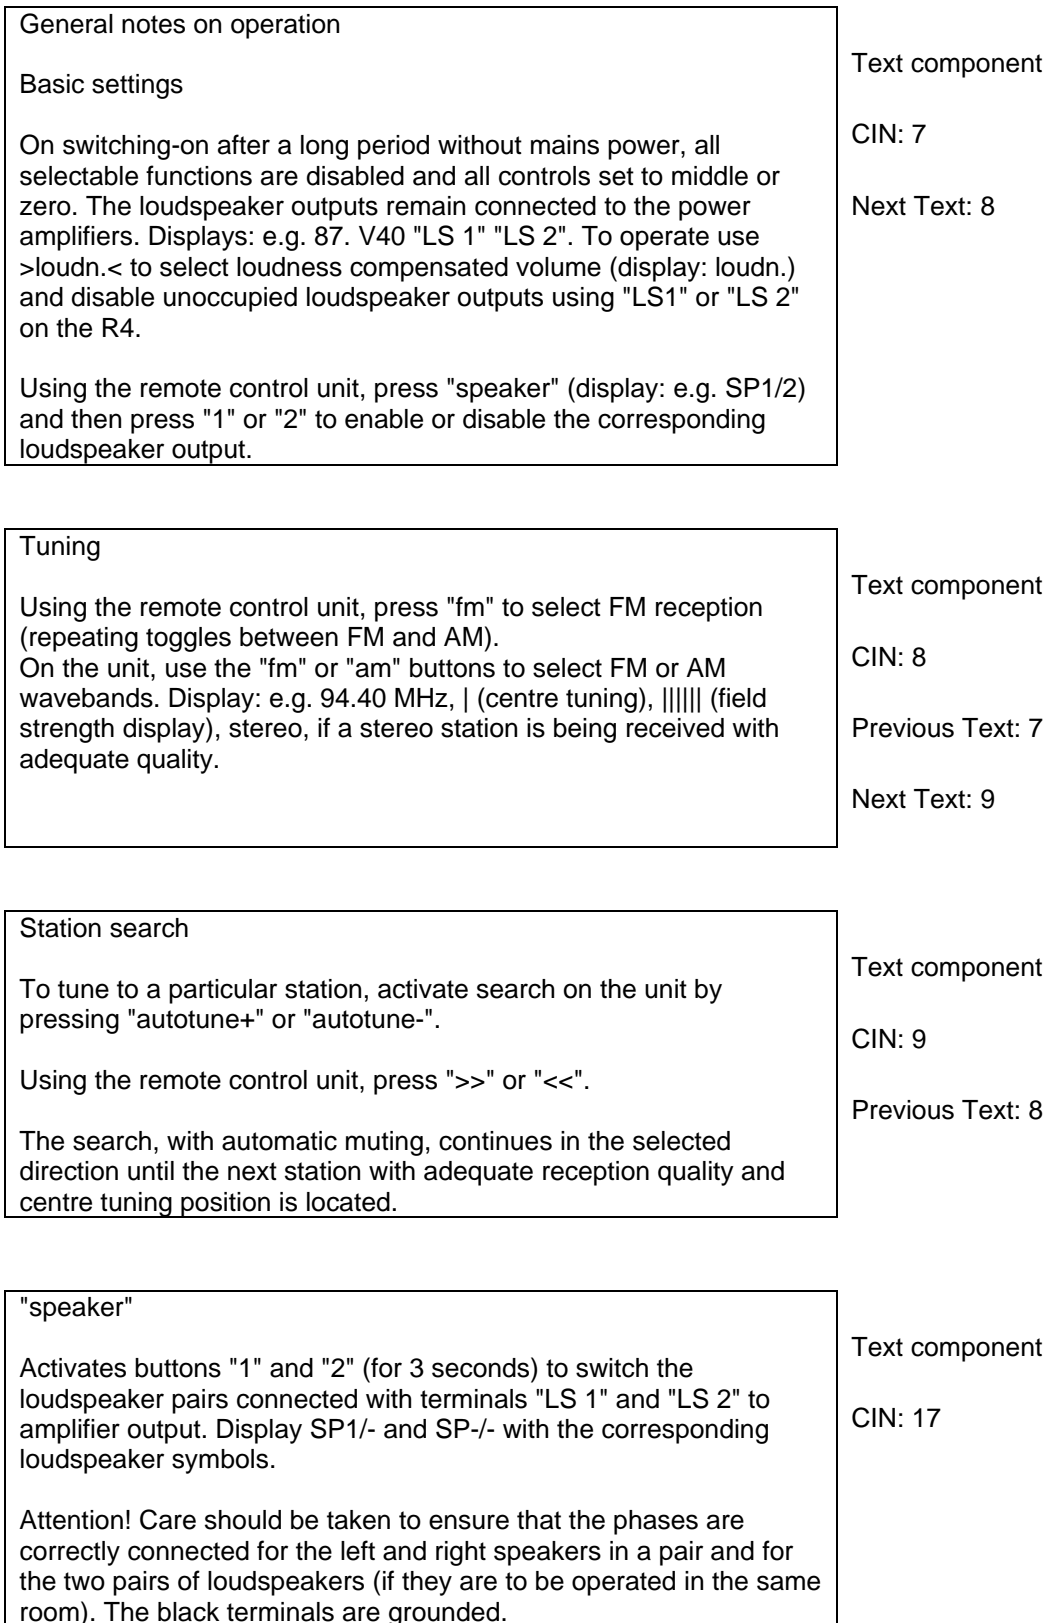 General notes on operation
Basic settings
On switching-on after a long period without mains power, all
selectable functions are disabled and all controls set to middle or
zero. The loudspeaker outputs remain connected to the power
amplifiers. Displays: e.g. 87. V40 "LS 1" "LS 2". To operate use
>loudn.< to select loudness compensated volume (display: loudn.)
and disable unoccupied loudspeaker outputs using "LS1" or "LS 2"
on the R4.
Using the remote control unit, press "speaker" (display: e.g. SP1/2)
and then press "1" or "2" to enable or disable the corresponding
loudspeaker output.
Text component
CIN: 7
Next Text: 8
Tuning
Using the remote control unit, press "fm" to select FM reception
(repeating toggles between FM and AM).
On the unit, use the "fm" or "am" buttons to select FM or AM
wavebands. Display: e.g. 94.40 MHz, | (centre tuning), |||||| (field
strength display), stereo, if a stereo station is being received with
adequate quality.
Text component
CIN: 8
Previous Text: 7
Next Text: 9
Station search
To tune to a particular station, activate search on the unit by
pressing "autotune+" or "autotune-".
Using the remote control unit, press ">>" or "<<".
The search, with automatic muting, continues in the selected
direction until the next station with adequate reception quality and
centre tuning position is located.
Text component
CIN: 9
Previous Text: 8
"speaker"
Activates buttons "1" and "2" (for 3 seconds) to switch the
loudspeaker pairs connected with terminals "LS 1" and "LS 2" to
amplifier output. Display SP1/- and SP-/- with the corresponding
loudspeaker symbols.
Attention! Care should be taken to ensure that the phases are
correctly connected for the left and right speakers in a pair and for
the two pairs of loudspeakers (if they are to be operated in the same
room). The black terminals are grounded.
Text component
CIN: 17